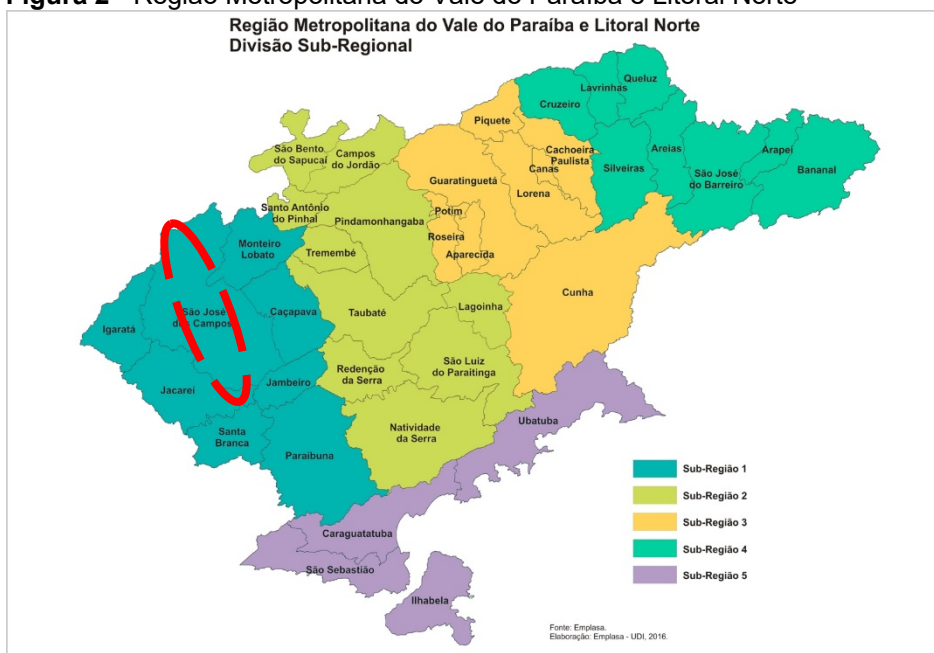 Figura 2 - Região Metropolitana do Vale do Paraíba e Litoral Norte
Região Metropolitana do Vale do Paraíba e Litoral Norte
Divisão Sub-Regional
Queluz
Lavrinhas
Cruzeiro
Piquete
Cachoeira
Paulista
Canas
Areias
Arapeí
Silveiras
São José
do Barreiro
Bananal
São Bento
do Sapucaí
Campos
do Jordão
Guaratinguetá
Lorena
Santo Antônio
do Pinhal
Pindamonhangaba
Potim
Roseira
Aparecida
Monteiro
Lobato
Tremembé
Cunha
Lagoinha
Igaratá
São José
dos Campos
Caçapava
Taubaté
Jacareí
Jambeiro
Redenção
da Serra
São Luiz
do Paraitinga
Santa
Branca
Natividade
da Serra
Ubatuba
Paraibuna
Caraguatatuba
São Sebastião
Ilhabela
Sub-Região 1
Sub-Região 2
Sub-Região 3
Sub-Região 4
Sub-Região 5
Fonte: Emplasa.
Elaboração: Emplasa - UDI, 2016.